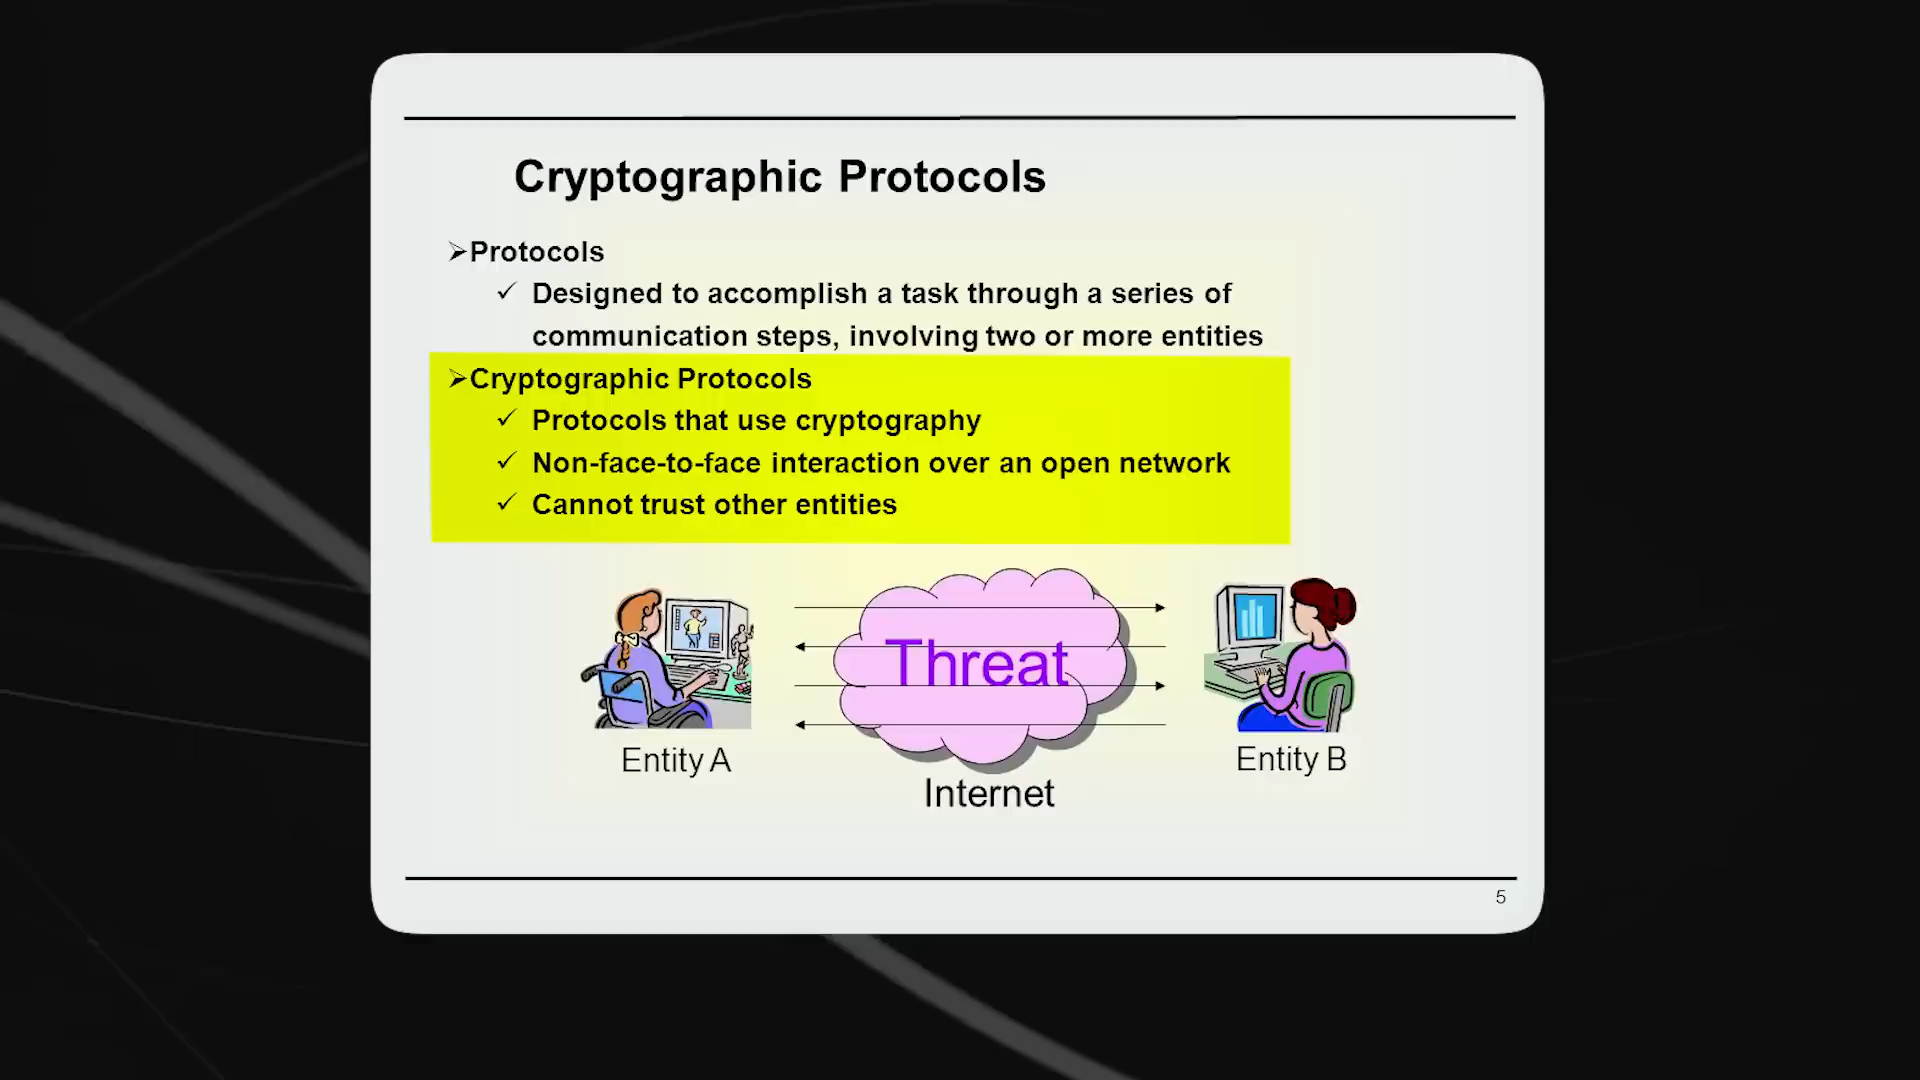 Cryptographic Protocols
➢Protocols
✓ Designed to accomplish a task through a series of
communication steps, involving two or more entities
➢Cryptographic Protocols
✓ Protocols that use cryptography
✓ Non-face-to-face interaction over an open network
✓ Cannot trust other entities
Threat
Entity A
Entity B
Internet
5